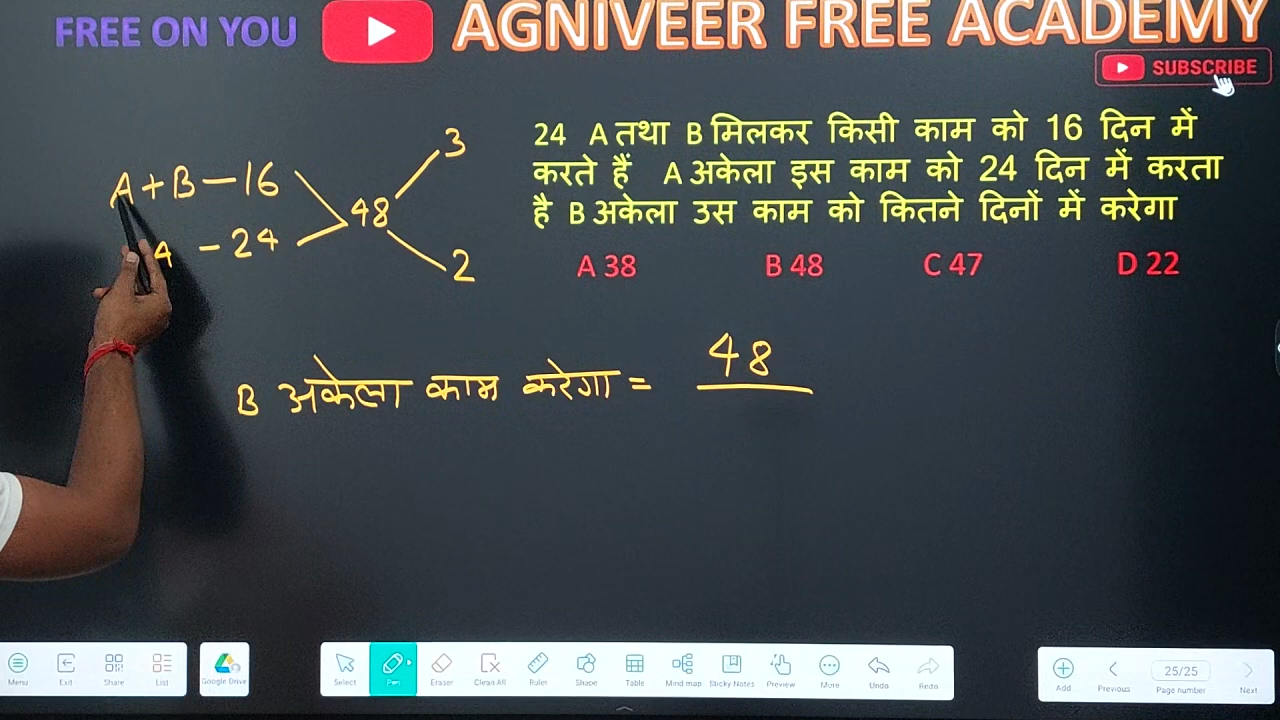 FREE ON YOU
AGNIVEER FREE ACADEMY
SUBSCRIBE
24 A तथा B मिलकर किसी काम को 16 दिन में
करते हैं A अकेला इस काम को 24 दिन में करता
है B अकेला उस काम को कितने दिनों में करेगा
A 38 B 48 C 47 D 22
A + B - 16
A - 24
48
3
2
B अकेला काम करेगा = 48
Menu Exit Share List Google Drive Select Pen Eraser Clean All Ruler Shape Table Mind map Sticky Notes Preview More Undo Redo Add Previous 25/25 Page number Next